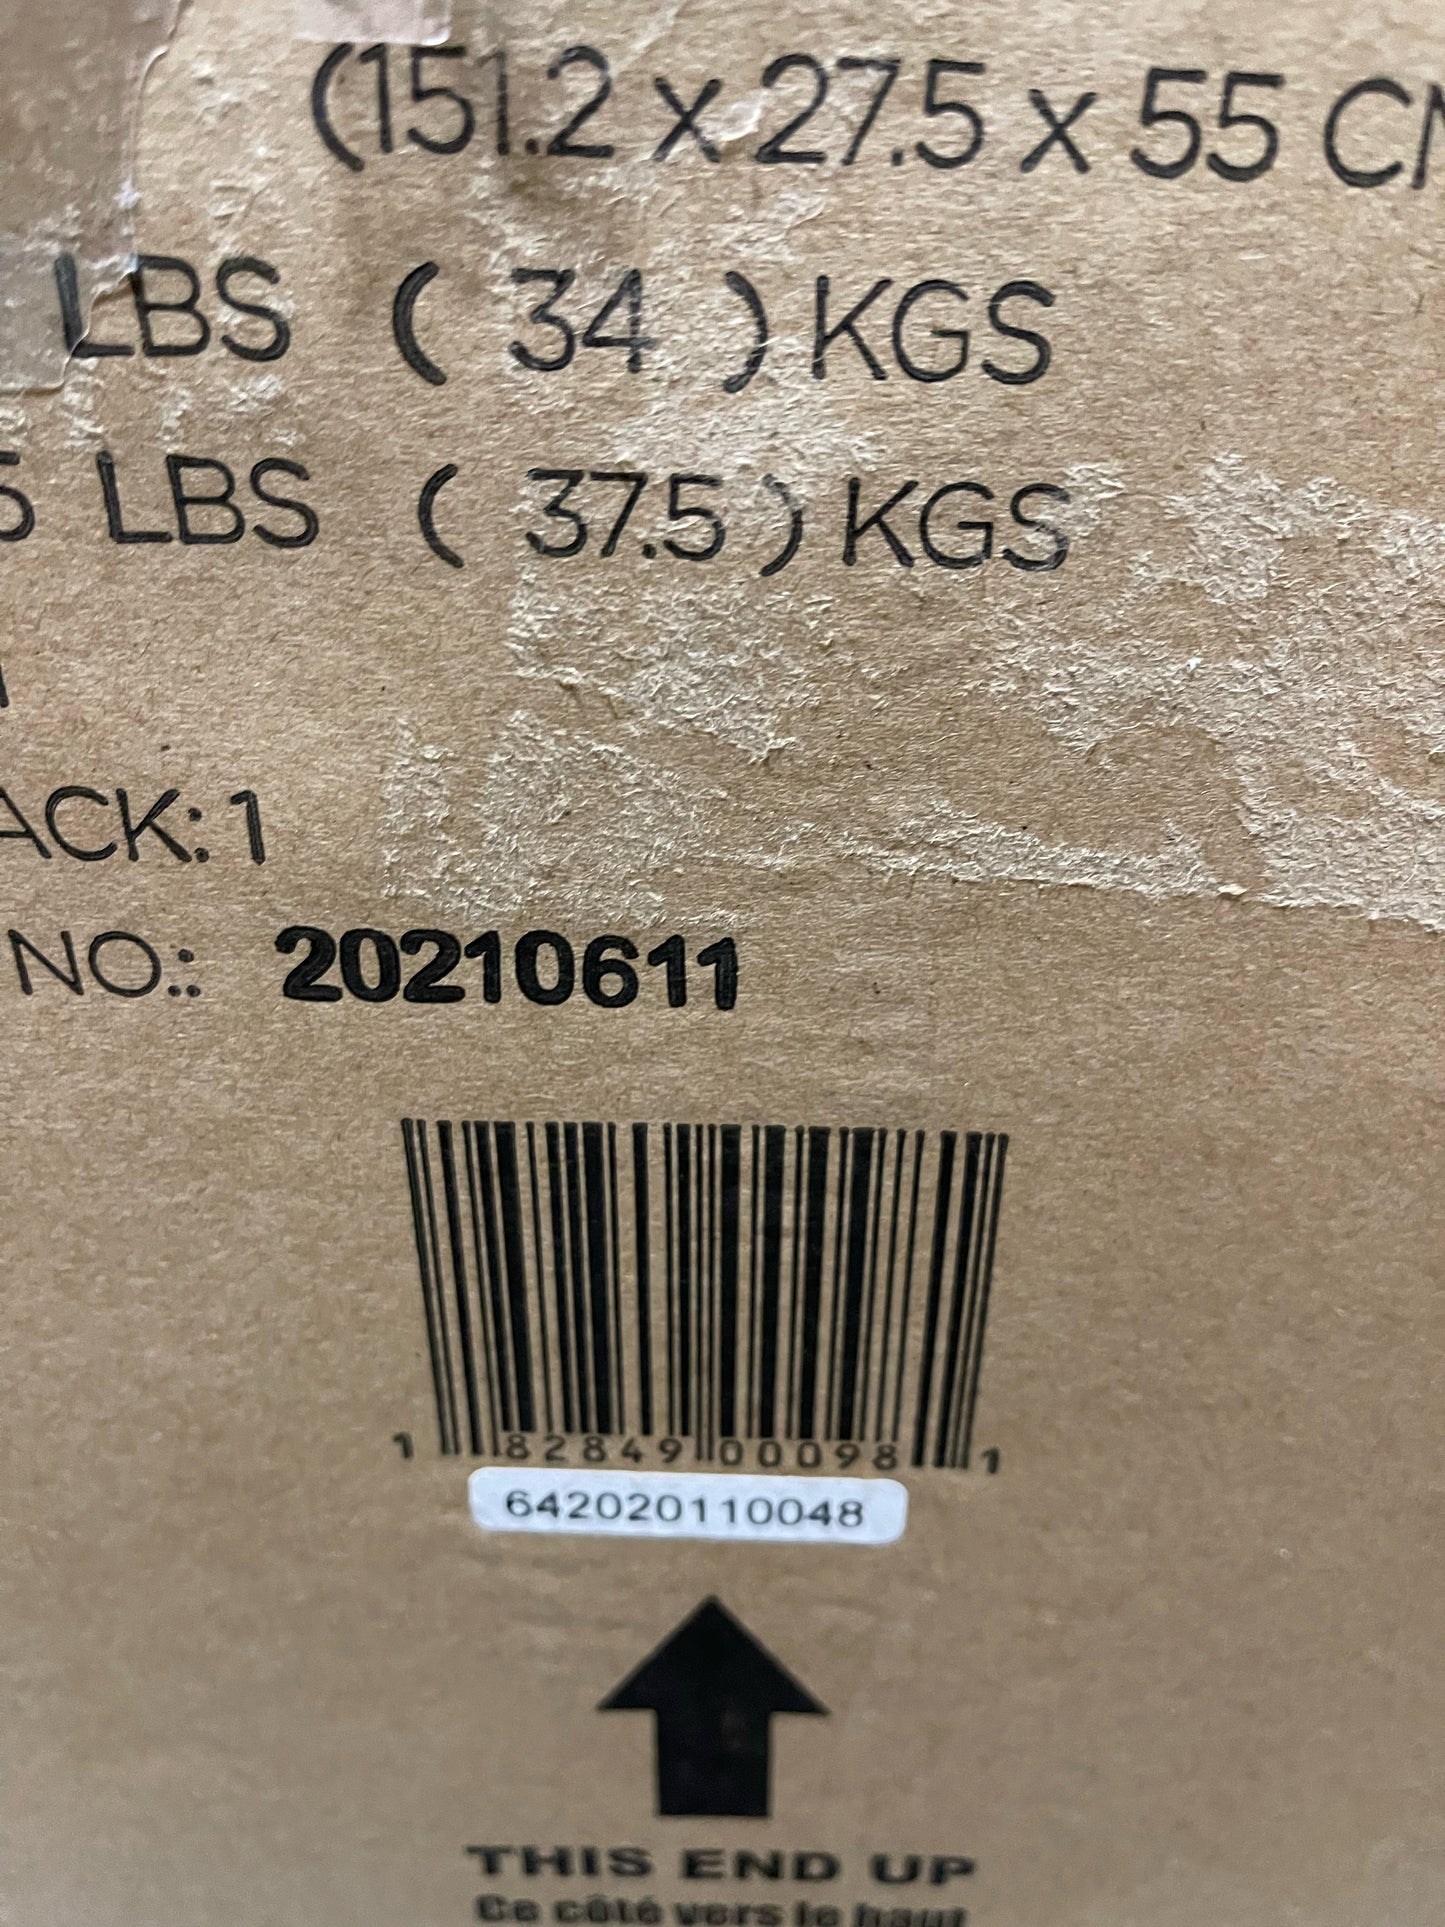 (151.2 x 27.5 x 55 CM
LBS ( 34 ) KGS
5 LBS ( 37.5 ) KGS
ACK: 1
NO.: 20210611
1 82849 00098 1
642020110048
THIS END UP
Ce côté vers le haut